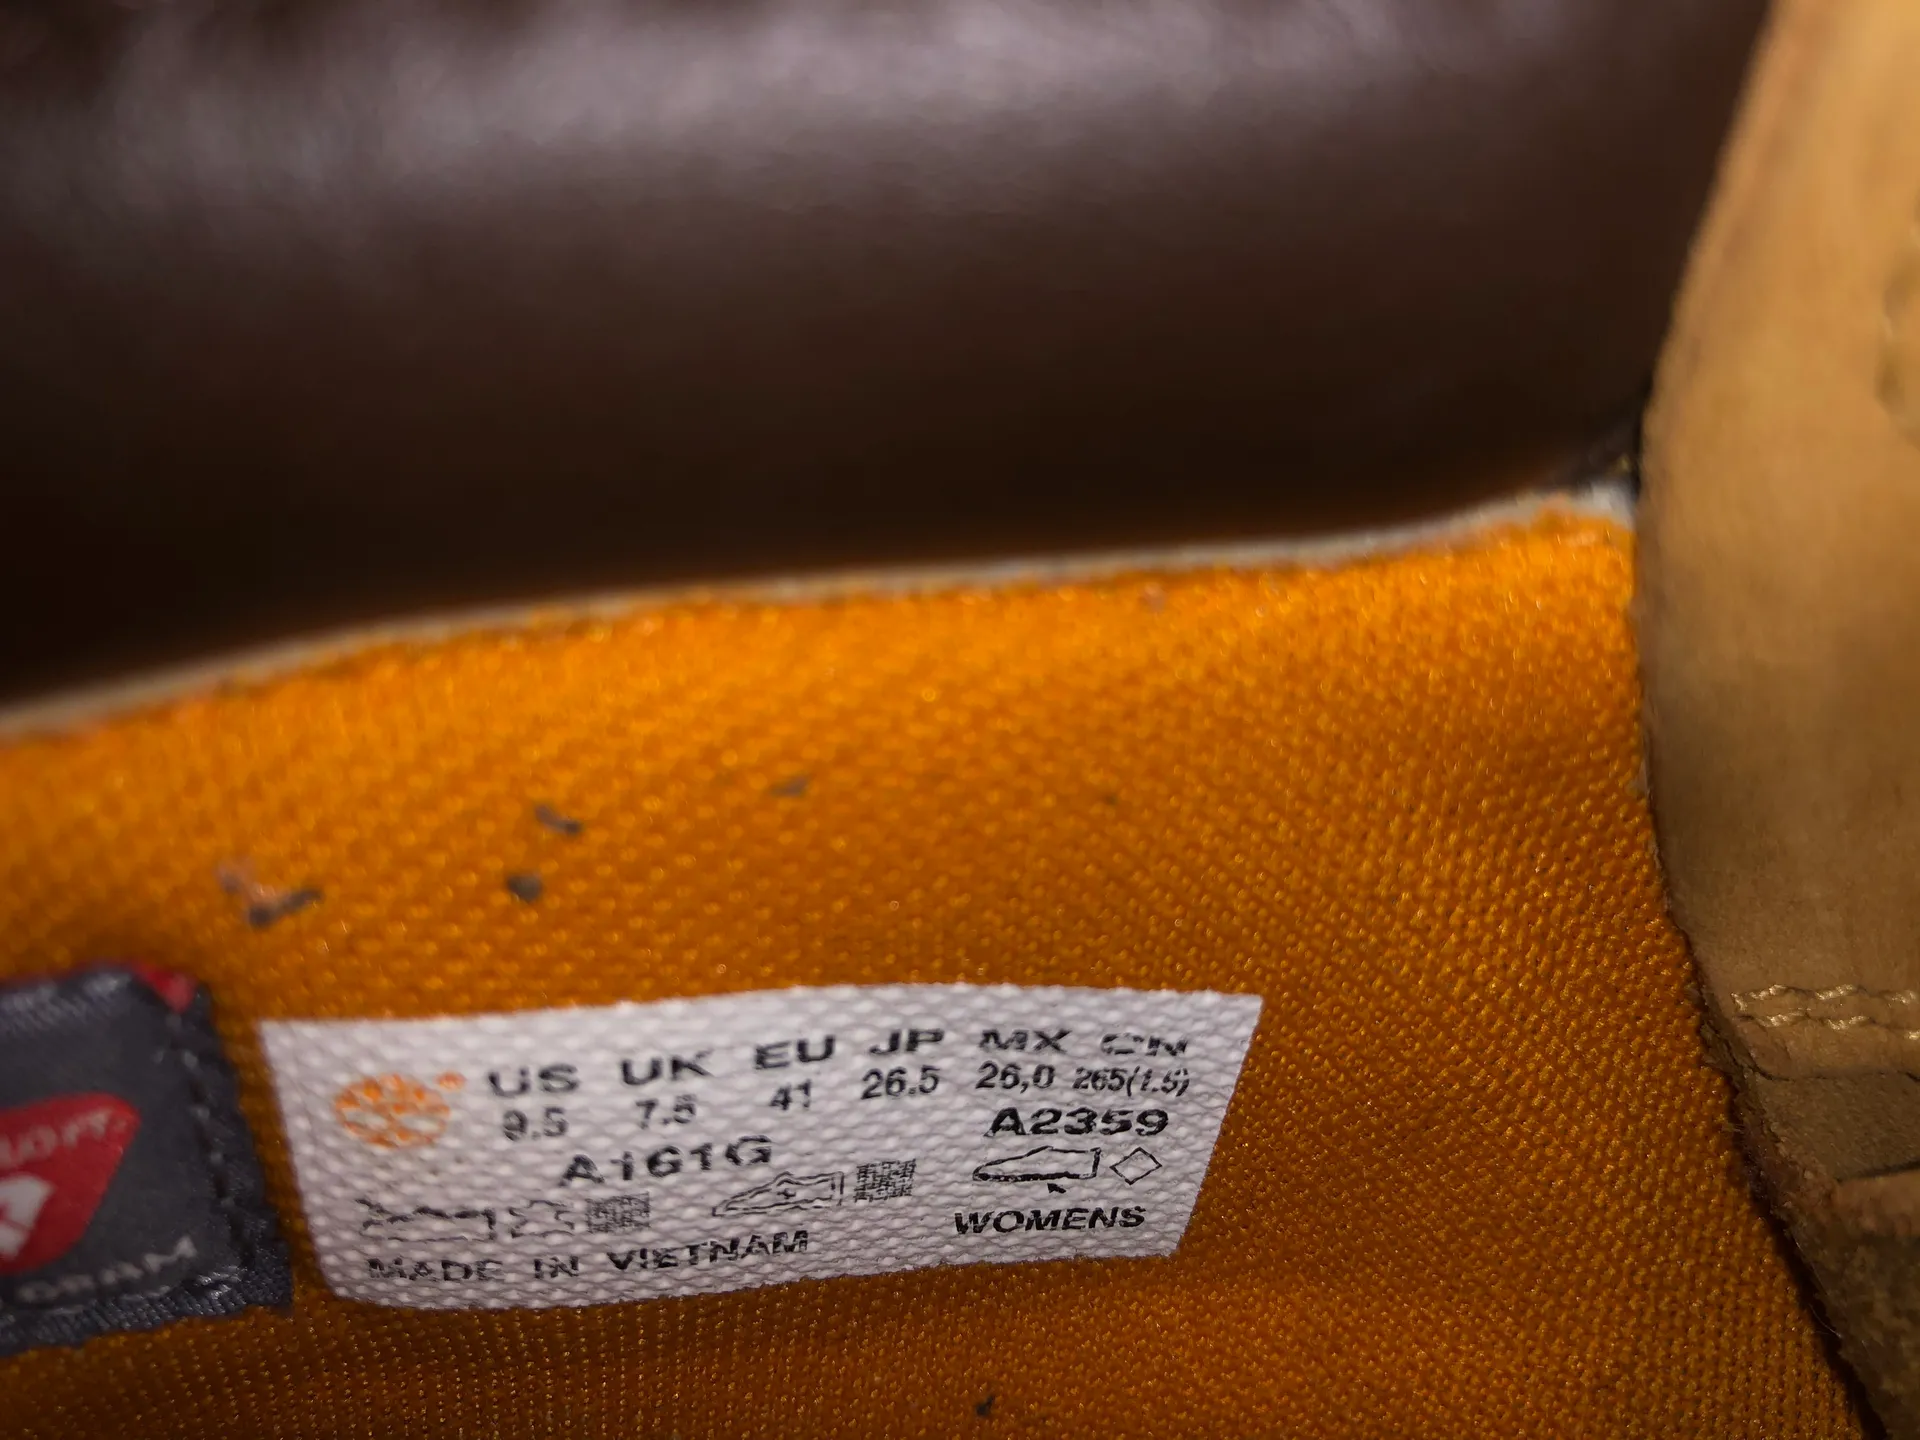 US UK EU JP MX CN
9.5 7.5 41 26.5 26,0 265(1.5)
A161G A2359
WOMENS
MADE IN VIETNAM